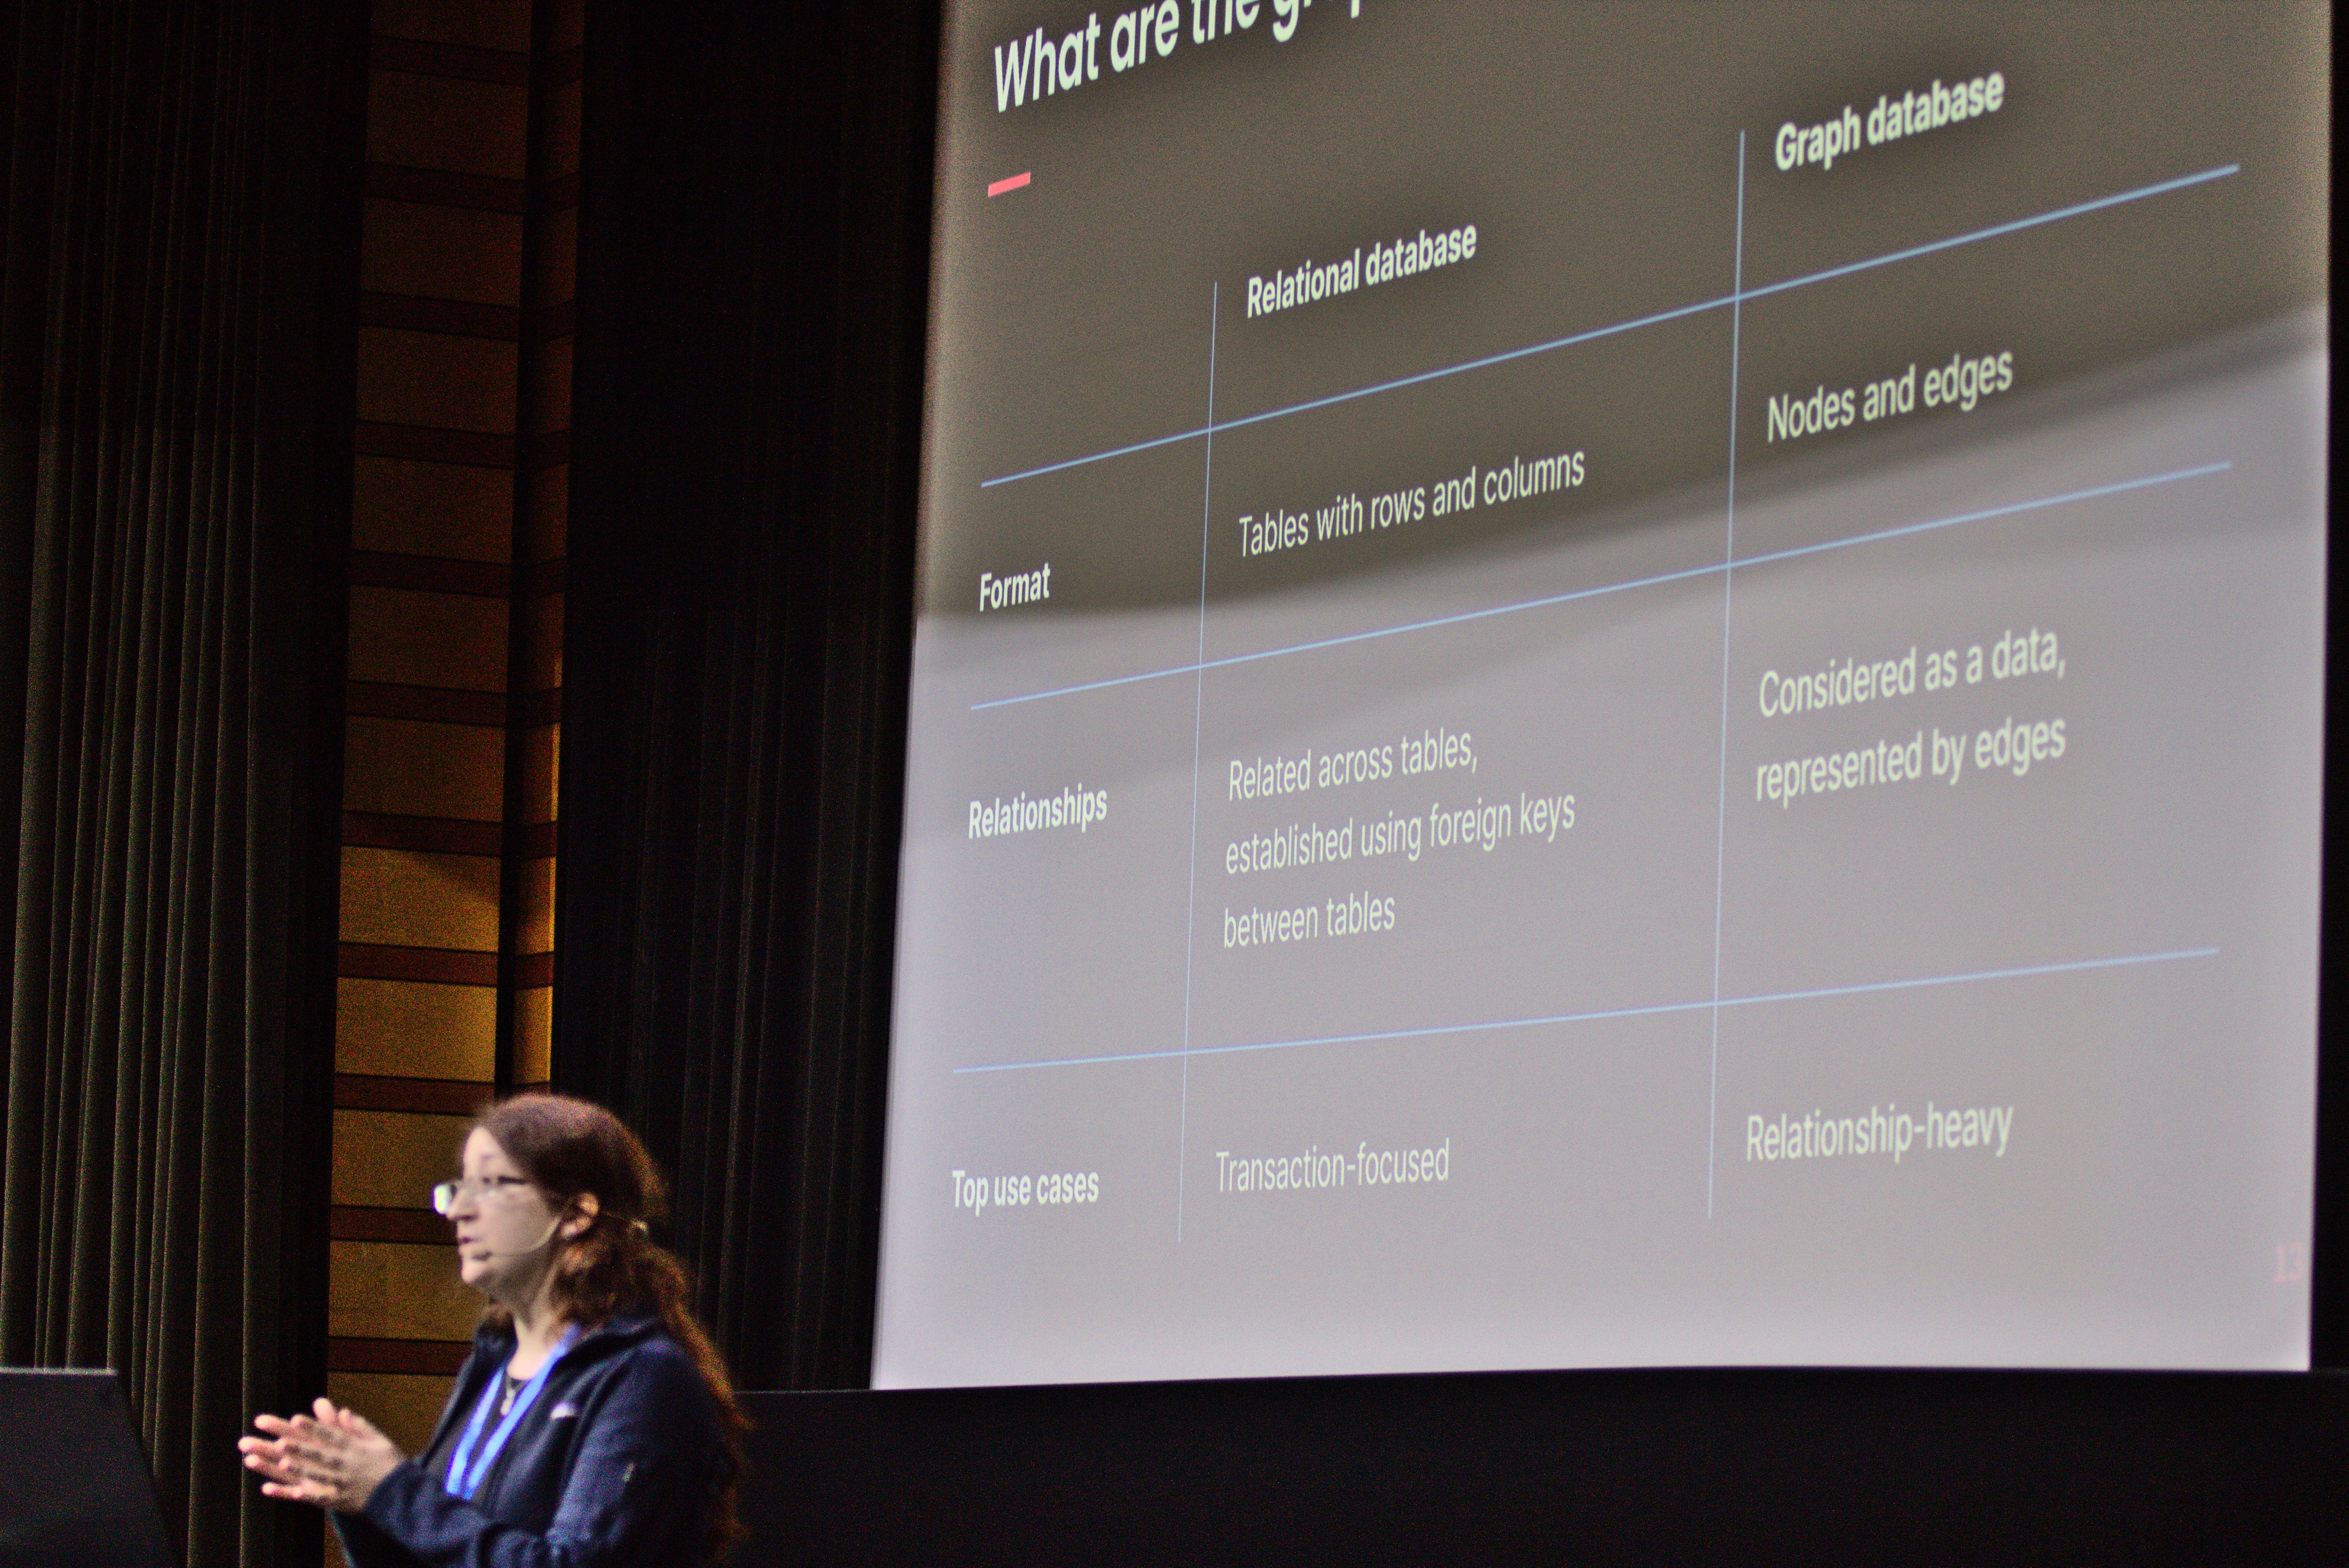 What are the
Relational database
Graph database
Format
Tables with rows and columns
Nodes and edges
Relationships
Related across tables,
established using foreign keys
between tables
Considered as a data,
represented by edges
Top use cases
Transaction-focused
Relationship-heavy
13